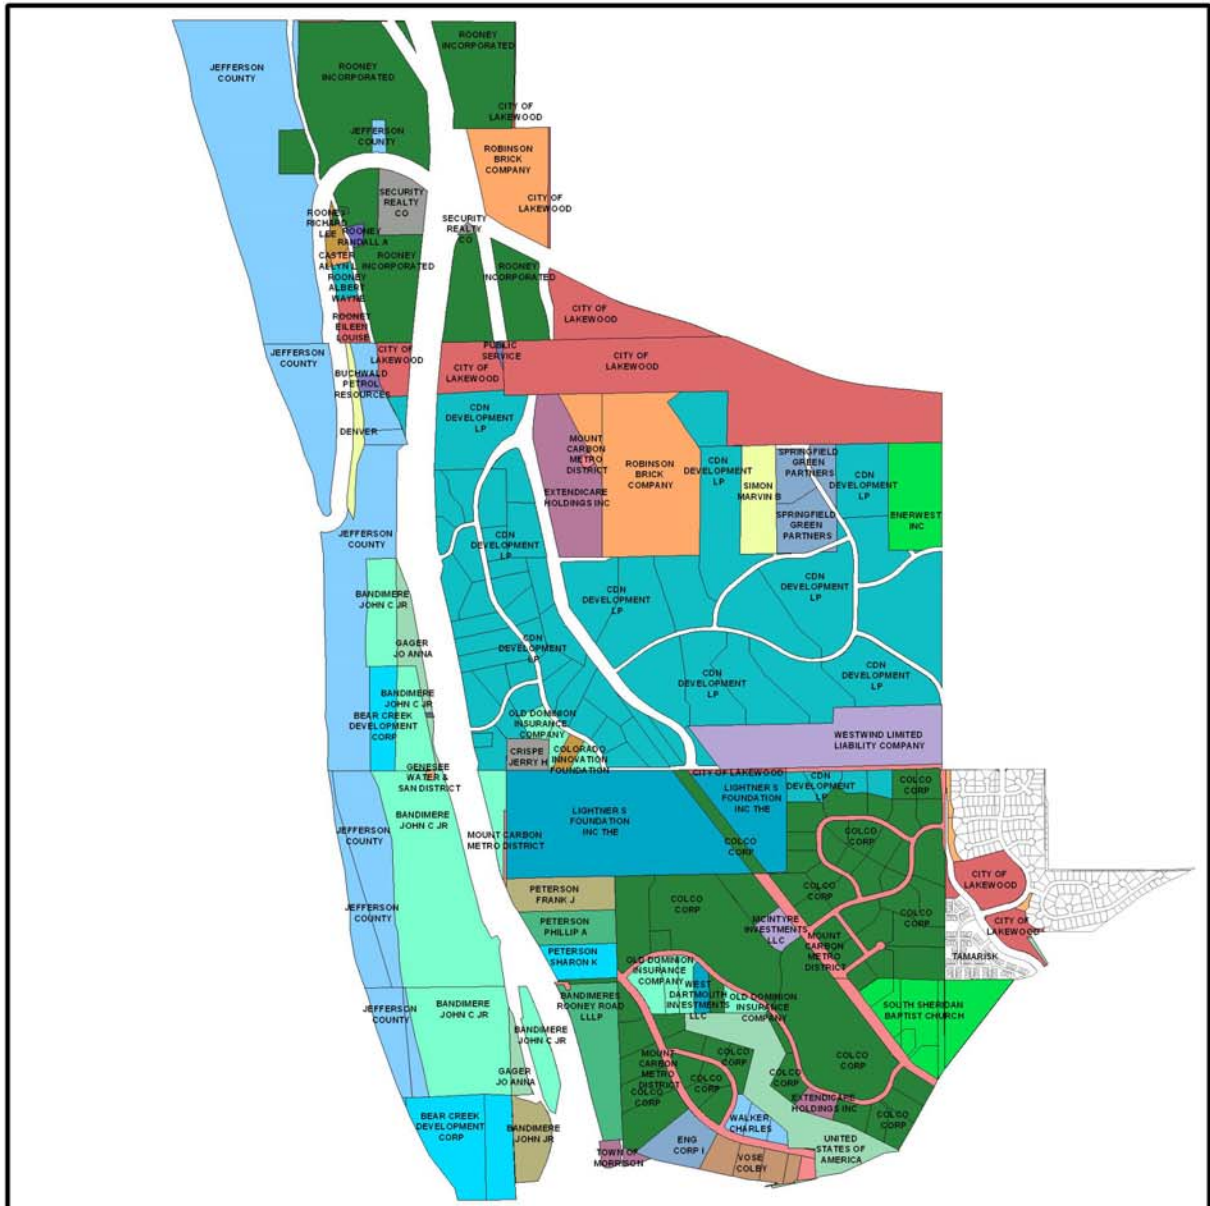 ROONEY
INCORPORATED
JEFFERSON
COUNTY
ROONEY
INCORPORATED
CITY OF
LAKEWOOD
JEFFERSON
COUNTY
ROBINSON
BRICK
COMPANY
SECURITY
REALTY
CO
CITY OF
LAKEWOOD
ROONEY
RICHARD
LEE
SECURITY
REALTY
CO
ROONEY
RANDALL A
CASTER
ALLYN L
ROONEY
INCORPORATED
ROONEY
INCORPORATED
ROONEY
ALBERT
WAYNE
CITY OF
LAKEWOOD
ROONEY
EILEEN
LOUISE
JEFFERSON
COUNTY
CITY OF
LAKEWOOD
PUBLIC
SERVICE
CITY OF
LAKEWOOD
CITY OF
LAKEWOOD
BUCHWALD
PETROL
RESOURCES
CDN
DEVELOPMENT
LP
DENVER
MOUNT
CARBON
METRO
DISTRICT
ROBINSON
BRICK
COMPANY
CDN
DEVELOPMENT
LP
SPRINGFIELD
GREEN
PARTNERS
CDN
DEVELOPMENT
LP
SIMON
MARVIN B
EXTENDICARE
HOLDINGS INC
SPRINGFIELD
GREEN
PARTNERS
ENERWEST
INC
JEFFERSON
COUNTY
CDN
DEVELOPMENT
LP
CDN
DEVELOPMENT
LP
CDN
DEVELOPMENT
LP
BANDIMERE
JOHN C JR
GAGER
JO ANNA
CDN
DEVELOPMENT
LP
CDN
DEVELOPMENT
LP
CDN
DEVELOPMENT
LP
BANDIMERE
JOHN C JR
BEAR CREEK
DEVELOPMENT
CORP
OLD DOMINION
INSURANCE
COMPANY
WESTWIND LIMITED
LIABILITY COMPANY
CRISPE
JERRY H
COLORADO
INNOVATION
FOUNDATION
GENESEE
WATER &
SAN DISTRICT
CITY OF LAKEWOOD
CDN
DEVELOPMENT
LP
COLCO
CORP
LIGHTNER S
FOUNDATION
INC THE
LIGHTNER S
FOUNDATION
INC THE
BANDIMERE
JOHN C JR
JEFFERSON
COUNTY
MOUNT CARBON
METRO DISTRICT
COLCO
CORP
COLCO
CORP
CITY OF
LAKEWOOD
PETERSON
FRANK J
COLCO
CORP
COLCO
CORP
JEFFERSON
COUNTY
PETERSON
PHILLIP A
MCINTYRE
INVESTMENTS
LLC
COLCO
CORP
CITY OF
LAKEWOOD
MOUNT
CARBON
METRO
DISTRICT
PETERSON
SHARON K
TAMARISK
OLD DOMINION
INSURANCE
COMPANY
WEST
DARTMOUTH
INVESTMENTS
LLC
OLD DOMINION
INSURANCE
COMPANY
SOUTH SHERIDAN
BAPTIST CHURCH
JEFFERSON
COUNTY
BANDIMERE
JOHN C JR
BANDIMERES
ROONEY ROAD
LLLP
BANDIMERE
JOHN C JR
MOUNT
CARBON
METRO
DISTRICT
COLCO
CORP
COLCO
CORP
COLCO
CORP
GAGER
JO ANNA
COLCO
CORP
COLCO
CORP
EXTENDICARE
HOLDINGS INC
BEAR CREEK
DEVELOPMENT
CORP
BANDIMERE
JOHN JR
WALKER
CHARLES
COLCO
CORP
ENG
CORP I
UNITED
STATES OF
AMERICA
TOWN OF
MORRISON
VOSE
COLBY